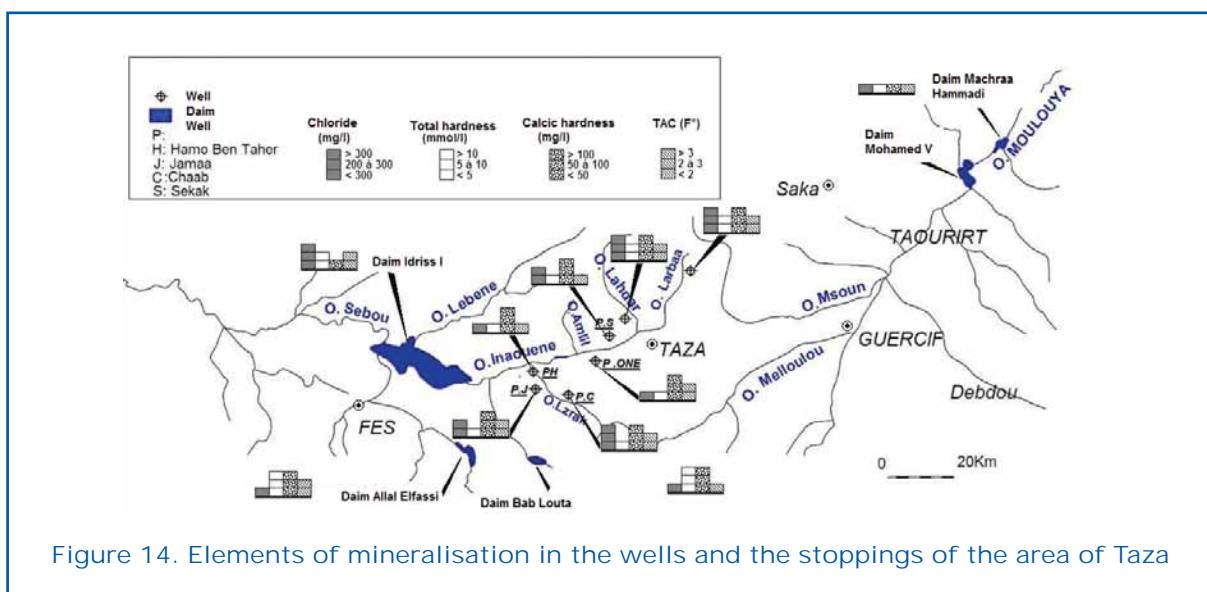 Well
Daim
Well
P:
H: Hamo Ben Taher
J: Jamaa
C: Chaab
S: Sekak
Chloride
(mg/l)
> 300
200 à 300
< 300
Total hardness
(mmol/l)
> 10
5 à 10
< 5
Calcic hardness
(mg/l)
> 100
50 à 100
< 50
TAC (F°)
> 3
2 à 3
< 2
Daim Machraa
Hammadi
Daim
Mohamed V
O. MOULOUYA
Saka
TAOURIRT
Daim Idriss I
O. Sebou
O. Lebene
O. Lahdar
O. Larbaa
O. Msoun
O. Amlil
P.S
TAZA
GUERCIF
O. Inaouene
P .ONE
PH
O. Melloulou
Debdou
P.J
P.C
O. Lzrak
FES
0 20Km
Daim Allal Elfassi
Daim Bab Louta
Figure 14. Elements of mineralisation in the wells and the stoppings of the area of Taza